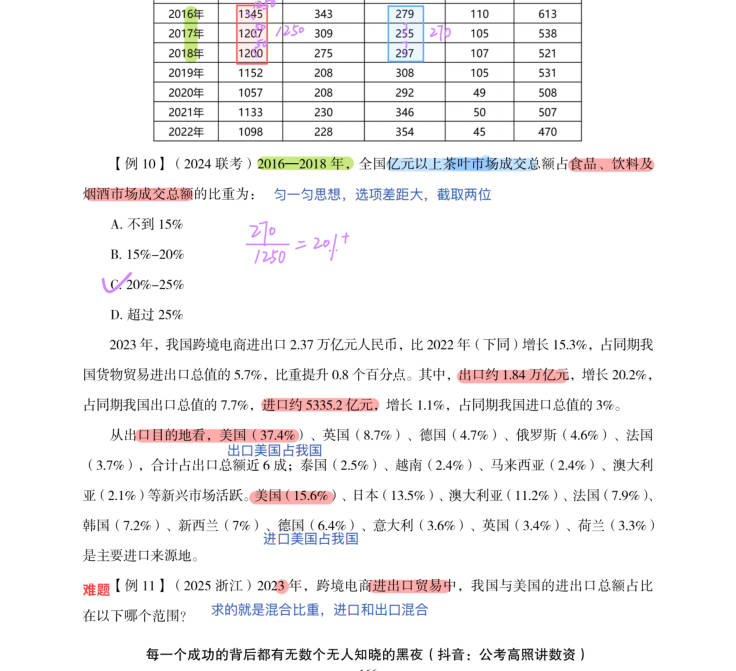 2016年 1345 343 279 110 613
2017年 1207 309 255 105 538
1250 270
2018年 1200 275 297 107 521
2019年 1152 208 308 105 531
2020年 1057 208 292 49 508
2021年 1133 230 346 50 507
2022年 1098 228 354 45 470
【例 10】(2024 联考)2016—2018 年,全国亿元以上茶叶市场成交总额占食品、饮料及
烟酒市场成交总额的比重为: 匀一匀思想,选项差距大,截取两位
A. 不到 15%
270/1250 = 20%+
B. 15%-20%
C. 20%-25%
D. 超过 25%
2023 年,我国跨境电商进出口 2.37 万亿元人民币,比 2022 年(下同)增长 15.3%,占同期我
国货物贸易进出口总值的 5.7%,比重提升 0.8 个百分点。其中,出口约 1.84 万亿元,增长 20.2%,
占同期我国出口总值的 7.7%,进口约 5335.2 亿元,增长 1.1%,占同期我国进口总值的 3%。
从出口目的地看,美国(37.4%)、英国(8.7%)、德国(4.7%)、俄罗斯(4.6%)、法国
出口美国占我国
(3.7%),合计占出口总额近 6 成;泰国(2.5%)、越南(2.4%)、马来西亚(2.4%)、澳大利
亚(2.1%)等新兴市场活跃。美国(15.6%)、日本(13.5%)、澳大利亚(11.2%)、法国(7.9%)、
韩国(7.2%)、新西兰(7%)、德国(6.4%)、意大利(3.6%)、英国(3.4%)、荷兰(3.3%)
进口美国占我国
是主要进口来源地。
难题【例 11】(2025 浙江)2023年,跨境电商进出口贸易中,我国与美国的进出口总额占比
在以下哪个范围? 求的就是混合比重,进口和出口混合
每一个成功的背后都有无数个无人知晓的黑夜(抖音:公考高照讲数资)